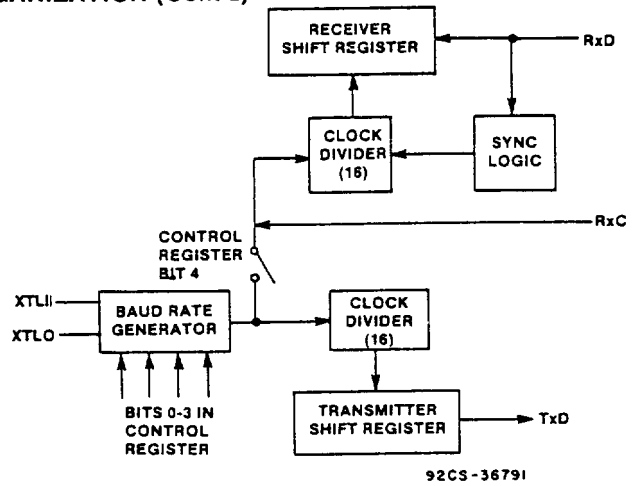 RECEIVER
SHIFT REGISTER
RxD
CLOCK
DIVIDER
(16)
SYNC
LOGIC
RxC
CONTROL
REGISTER
BIT 4
XTLI
XTLO
BAUD RATE
GENERATOR
CLOCK
DIVIDER
(16)
BITS 0-3 IN
CONTROL
REGISTER
TRANSMITTER
SHIFT REGISTER
TxD
92CS-36791